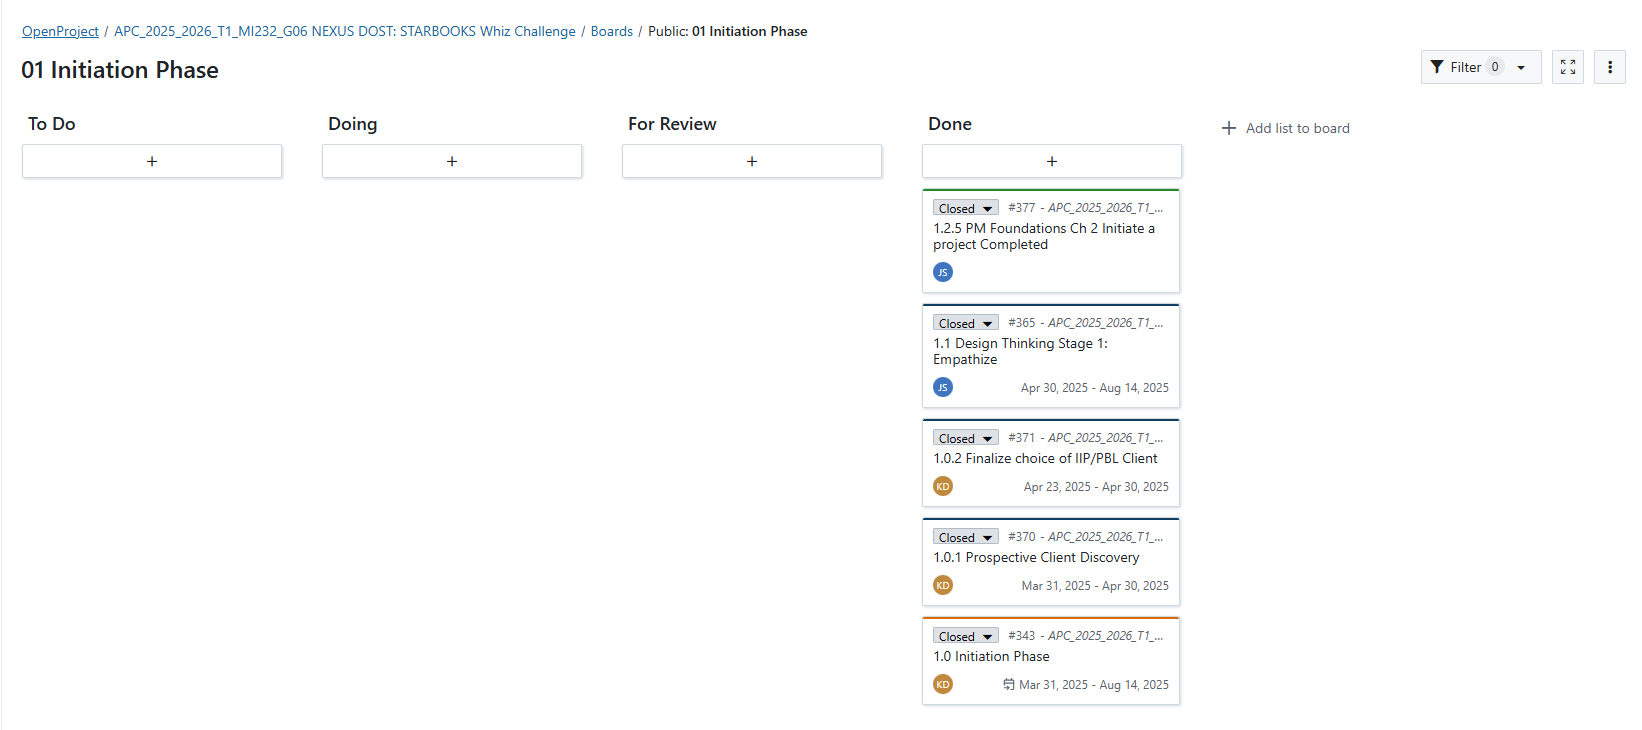 OpenProject / APC_2025_2026_T1_MI232_G06 NEXUS DOST: STARBOOKS Whiz Challenge / Boards / Public: 01 Initiation Phase
01 Initiation Phase
Filter 0
To Do
Doing
For Review
Done
+ Add list to board
+
+
+
+
Closed #377 - APC_2025_2026_T1_...
1.2.5 PM Foundations Ch 2 Initiate a
project Completed
JS
Closed #365 - APC_2025_2026_T1_...
1.1 Design Thinking Stage 1:
Empathize
JS Apr 30, 2025 - Aug 14, 2025
Closed #371 - APC_2025_2026_T1_...
1.0.2 Finalize choice of IIP/PBL Client
KD Apr 23, 2025 - Apr 30, 2025
Closed #370 - APC_2025_2026_T1_...
1.0.1 Prospective Client Discovery
KD Mar 31, 2025 - Apr 30, 2025
Closed #343 - APC_2025_2026_T1_...
1.0 Initiation Phase
KD Mar 31, 2025 - Aug 14, 2025